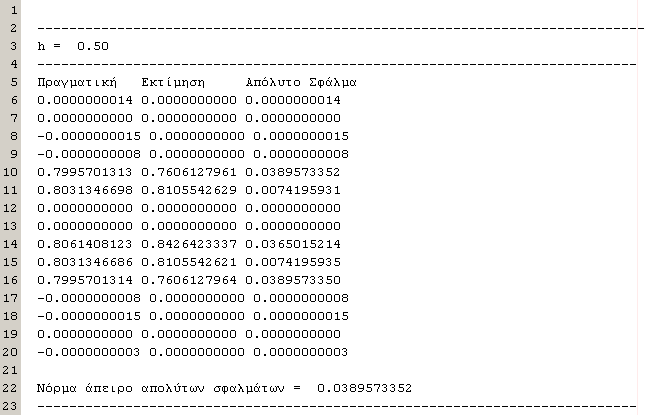 1
2 --------------------------------------------------------------------------------
3 h =  0.50
4 -------------------------------------------------------------------------------
5 Πραγματική   Εκτίμηση     Απόλυτο Σφάλμα
6 0.0000000014 0.0000000000 0.0000000014
7 0.0000000000 0.0000000000 0.0000000000
8 -0.0000000015 0.0000000000 0.0000000015
9 -0.0000000008 0.0000000000 0.0000000008
10 0.7995701313 0.7606127961 0.0389573352
11 0.8031346698 0.8105542629 0.0074195931
12 0.0000000000 0.0000000000 0.0000000000
13 0.0000000000 0.0000000000 0.0000000000
14 0.8061408123 0.8426423337 0.0365015214
15 0.8031346686 0.8105542621 0.0074195935
16 0.7995701314 0.7606127964 0.0389573350
17 -0.0000000008 0.0000000000 0.0000000008
18 -0.0000000015 0.0000000000 0.0000000015
19 0.0000000000 0.0000000000 0.0000000000
20 -0.0000000003 0.0000000000 0.0000000003
21
22 Νόρμα άπειρο απολύτων σφαλμάτων =  0.0389573352
23 -------------------------------------------------------------------------------